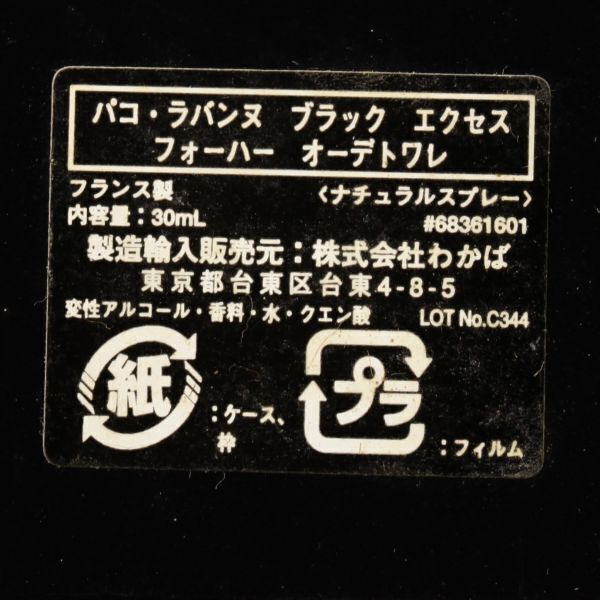 パコ・ラバンヌ ブラック エクセス
フォーハー オーデトワレ
フランス製 〈ナチュラルスプレー〉
内容量：30mL #68361601
製造輸入販売元：株式会社わかば
東京都台東区台東4-8-5
変性アルコール・香料・水・クエン酸 LOT No.C344
紙 ：ケース、
枠
プラ ：フィルム